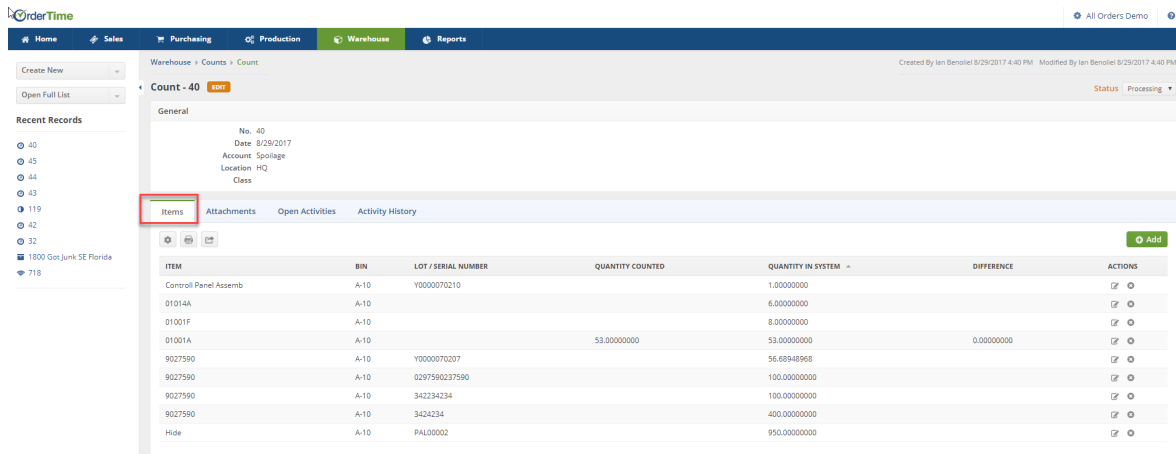 OrderTime
All Orders Demo
Home Sales Purchasing Production Warehouse Reports
Create New
Open Full List
Recent Records
40
45
44
43
119
42
32
1800 Got Junk SE Florida
718
Warehouse › Counts › Count
Created By Ian Benoliel 8/29/2017 4:40 PM Modified By Ian Benoliel 8/29/2017 4:40 PM
Count - 40 EDIT
Status Processing
General
No. 40
Date 8/29/2017
Account Spoilage
Location HQ
Class
Items Attachments Open Activities Activity History
Add
ITEM BIN LOT / SERIAL NUMBER QUANTITY COUNTED QUANTITY IN SYSTEM DIFFERENCE ACTIONS
Controll Panel Assemb A-10 Y0000070210 1.00000000
01014A A-10 6.00000000
01001F A-10 8.00000000
01001A A-10 53.00000000 53.00000000 0.00000000
9027590 A-10 Y0000070207 56.68948968
9027590 A-10 0297590237590 100.00000000
9027590 A-10 342234234 100.00000000
9027590 A-10 3424234 400.00000000
Hide A-10 PAL00002 950.00000000